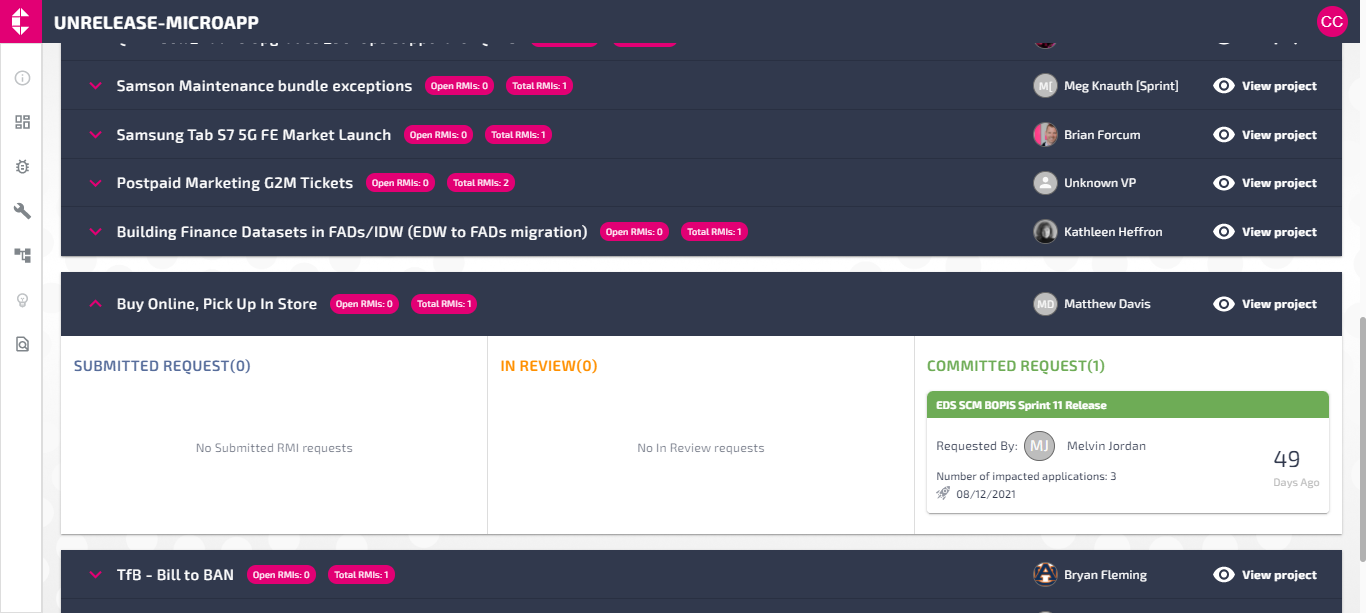 UNRELEASE-MICROAPP
CC
Samson Maintenance bundle exceptions Open RMIs: 0 Total RMIs: 1 M[ Meg Knauth [Sprint] View project
Samsung Tab S7 5G FE Market Launch Open RMIs: 0 Total RMIs: 1 Brian Forcum View project
Postpaid Marketing G2M Tickets Open RMIs: 0 Total RMIs: 2 Unknown VP View project
Building Finance Datasets in FADs/IDW (EDW to FADs migration) Open RMIs: 0 Total RMIs: 1 Kathleen Heffron View project
Buy Online, Pick Up In Store Open RMIs: 0 Total RMIs: 1 MD Matthew Davis View project
SUBMITTED REQUEST(0)
No Submitted RMI requests
IN REVIEW(0)
No In Review requests
COMMITTED REQUEST(1)
EDS SCM BOPIS Sprint 11 Release
Requested By: MJ Melvin Jordan
Number of impacted applications: 3
08/12/2021
49
Days Ago
TfB - Bill to BAN Open RMIs: 0 Total RMIs: 1 Bryan Fleming View project